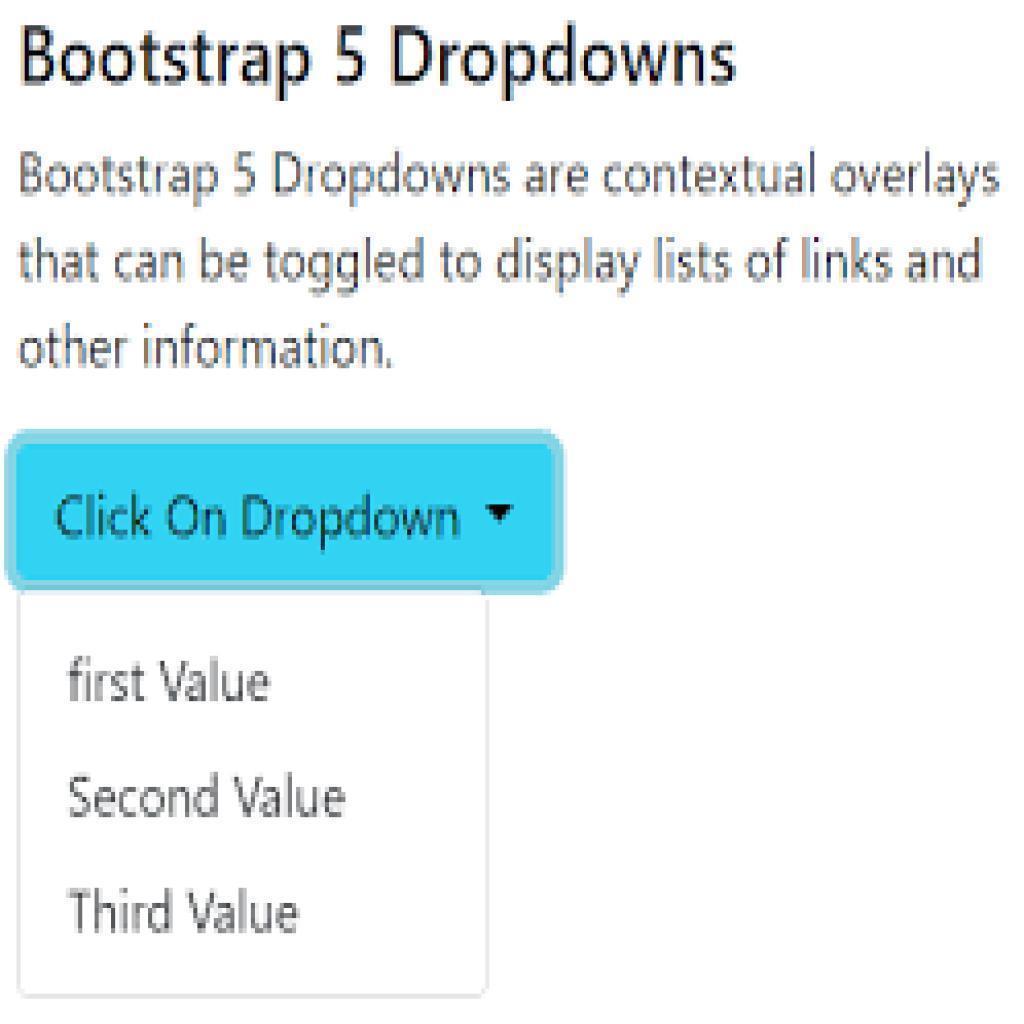 Bootstrap 5 Dropdowns
Bootstrap 5 Dropdowns are contextual overlays
that can be toggled to display lists of links and
other information.
Click On Dropdown
first Value
Second Value
Third Value